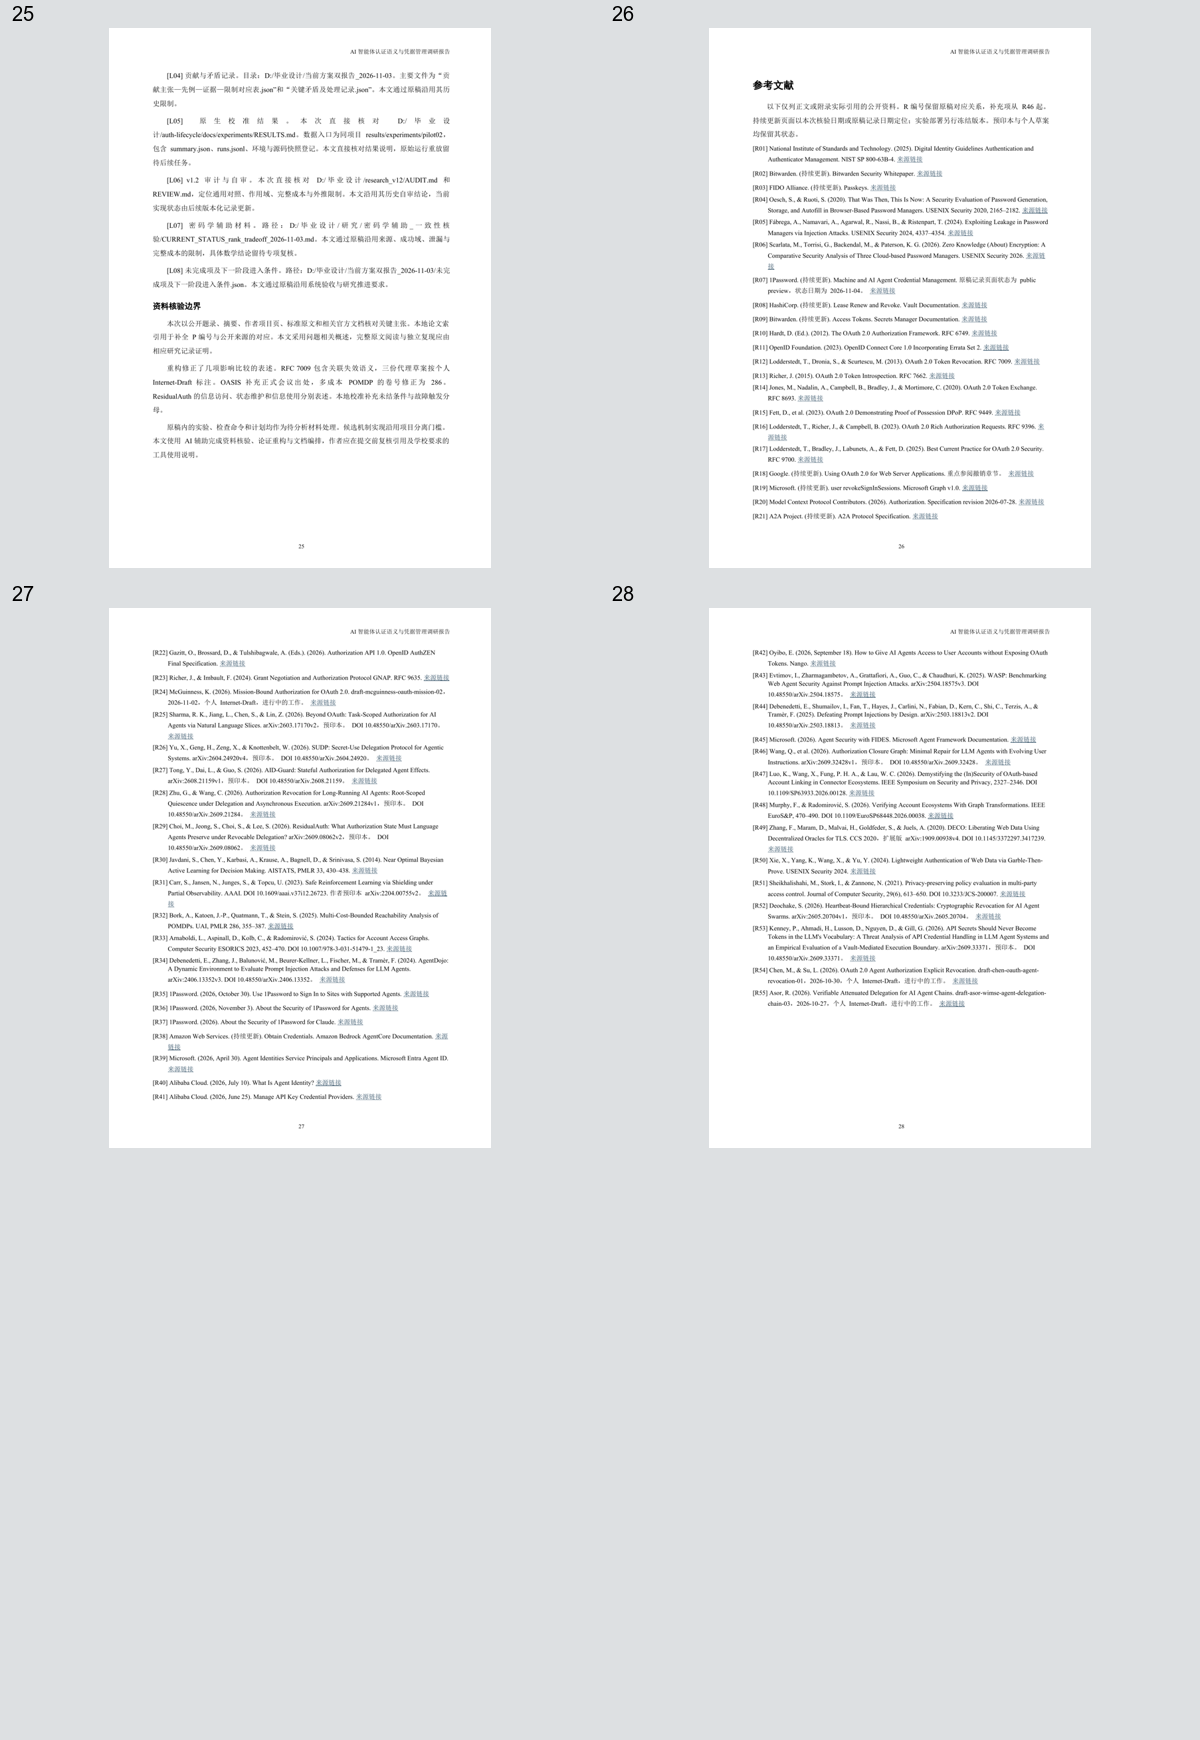 25
AI 智能体认证语义与凭据管理调研报告
[L04] 贡献与矛盾记录。目录：D:/毕业设计/当前方案双报告_2026-11-03。主要文件为“贡
献主张—先例—证据—限制对应表.json”和“关键矛盾及处理记录.json”。本文通过原稿沿用其历
史限制。
[L05] 原生校准结果。本次直接核对 D:/毕业设
计/auth-lifecycle/docs/experiments/RESULTS.md。数据入口为同项目 results/experiments/pilot02，
包含 summary.json、runs.jsonl、环境与源码快照登记。本文直接核对结果说明，原始运行重放留
待后续任务。
[L06] v1.2 审计与自审。本次直接核对 D:/毕业设计/research_v12/AUDIT.md 和
REVIEW.md，定位通用对照、作用域、完整成本与外推限制。本文沿用其历史自审结论，当前
实现状态由后续版本化记录更新。
[L07] 密码学辅助材料。路径：D:/毕业设计/研究/密码学辅助_一致性核
验/CURRENT_STATUS_rank_tradeoff_2026-11-03.md。本文通过原稿沿用来源、成功域、泄漏与
完整成本的限制，具体数学结论留待专项复核。
[L08] 未完成项及下一阶段进入条件。路径：D:/毕业设计/当前方案双报告_2026-11-03/未完
成项及下一阶段进入条件.json。本文通过原稿沿用系统验收与研究推进要求。
资料核验边界
本次以公开题录、摘要、作者项目页、标准原文和相关官方文档核对关键主张。本地论文索
引用于补全 P 编号与公开来源的对应。本文采用问题相关概述，完整原文阅读与独立复现应由
相应研究记录证明。
重构修正了几项影响比较的表述。RFC 7009 包含关联失效语义，三份代理草案按个人
Internet-Draft 标注。OASIS 补充正式会议出处，多成本 POMDP 的卷号修正为 286。
ResidualAuth 的信息访问、状态维护和信息使用分别表述。本地校准补充未结条件与故障触发分
母。
原稿内的实验、检查命令和计划均作为待分析材料处理。候选机制实现沿用项目分离门槛。
本文使用 AI 辅助完成资料核验、论证重构与文档编排。作者应在提交前复核引用及学校要求的
工具使用说明。
25
26
AI 智能体认证语义与凭据管理调研报告
参考文献
以下仅列正文或附录实际引用的公开资料。R 编号保留原稿对应关系，补充项从 R46 起。
持续更新页面以本次核验日期或原稿记录日期定位；实验部署另行冻结版本。预印本与个人草案
均保留其状态。
[R01] National Institute of Standards and Technology. (2025). Digital Identity Guidelines Authentication and
Authenticator Management. NIST SP 800-63B-4. 来源链接
[R02] Bitwarden. (持续更新). Bitwarden Security Whitepaper. 来源链接
[R03] FIDO Alliance. (持续更新). Passkeys. 来源链接
[R04] Oesch, S., & Ruoti, S. (2020). That Was Then, This Is Now: A Security Evaluation of Password Generation,
Storage, and Autofill in Browser-Based Password Managers. USENIX Security 2020, 2165–2182. 来源链接
[R05] Fábrega, A., Namavari, A., Agarwal, R., Nassi, B., & Ristenpart, T. (2024). Exploiting Leakage in Password
Managers via Injection Attacks. USENIX Security 2024, 4337–4354. 来源链接
[R06] Scarlata, M., Torrisi, G., Backendal, M., & Paterson, K. G. (2026). Zero Knowledge (About) Encryption: A
Comparative Security Analysis of Three Cloud-based Password Managers. USENIX Security 2026. 来源链
接
[R07] 1Password. (持续更新). Machine and AI Agent Credential Management. 原稿记录页面状态为 public
preview，状态日期为 2026-11-04。 来源链接
[R08] HashiCorp. (持续更新). Lease Renew and Revoke. Vault Documentation. 来源链接
[R09] Bitwarden. (持续更新). Access Tokens. Secrets Manager Documentation. 来源链接
[R10] Hardt, D. (Ed.). (2012). The OAuth 2.0 Authorization Framework. RFC 6749. 来源链接
[R11] OpenID Foundation. (2023). OpenID Connect Core 1.0 Incorporating Errata Set 2. 来源链接
[R12] Lodderstedt, T., Dronia, S., & Scurtescu, M. (2013). OAuth 2.0 Token Revocation. RFC 7009. 来源链接
[R13] Richer, J. (2015). OAuth 2.0 Token Introspection. RFC 7662. 来源链接
[R14] Jones, M., Nadalin, A., Campbell, B., Bradley, J., & Mortimore, C. (2020). OAuth 2.0 Token Exchange.
RFC 8693. 来源链接
[R15] Fett, D., et al. (2023). OAuth 2.0 Demonstrating Proof of Possession DPoP. RFC 9449. 来源链接
[R16] Lodderstedt, T., Richer, J., & Campbell, B. (2023). OAuth 2.0 Rich Authorization Requests. RFC 9396. 来
源链接
[R17] Lodderstedt, T., Bradley, J., Labunets, A., & Fett, D. (2025). Best Current Practice for OAuth 2.0 Security.
RFC 9700. 来源链接
[R18] Google. (持续更新). Using OAuth 2.0 for Web Server Applications. 重点参阅撤销章节。 来源链接
[R19] Microsoft. (持续更新). user revokeSignInSessions. Microsoft Graph v1.0. 来源链接
[R20] Model Context Protocol Contributors. (2026). Authorization. Specification revision 2026-07-28. 来源链接
[R21] A2A Project. (持续更新). A2A Protocol Specification. 来源链接
26
27
AI 智能体认证语义与凭据管理调研报告
[R22] Gazitt, O., Brossard, D., & Tulshibagwale, A. (Eds.). (2026). Authorization API 1.0. OpenID AuthZEN
Final Specification. 来源链接
[R23] Richer, J., & Imbault, F. (2024). Grant Negotiation and Authorization Protocol GNAP. RFC 9635. 来源链接
[R24] McGuinness, K. (2026). Mission-Bound Authorization for OAuth 2.0. draft-mcguinness-oauth-mission-02，
2026-11-02，个人 Internet-Draft，进行中的工作。 来源链接
[R25] Sharma, R. K., Jiang, L., Chen, S., & Lin, Z. (2026). Beyond OAuth: Task-Scoped Authorization for AI
Agents via Natural Language Slices. arXiv:2603.17170v2，预印本。 DOI 10.48550/arXiv.2603.17170。
来源链接
[R26] Yu, X., Geng, H., Zeng, X., & Knottenbelt, W. (2026). SUDP: Secret-Use Delegation Protocol for Agentic
Systems. arXiv:2604.24920v4，预印本。 DOI 10.48550/arXiv.2604.24920。 来源链接
[R27] Tong, Y., Dai, L., & Guo, S. (2026). AID-Guard: Stateful Authorization for Delegated Agent Effects.
arXiv:2608.21159v1，预印本。 DOI 10.48550/arXiv.2608.21159。 来源链接
[R28] Zhu, G., & Wang, C. (2026). Authorization Revocation for Long-Running AI Agents: Root-Scoped
Quiescence under Delegation and Asynchronous Execution. arXiv:2609.21284v1，预印本。 DOI
10.48550/arXiv.2609.21284。 来源链接
[R29] Choi, M., Jeong, S., Choi, S., & Lee, S. (2026). ResidualAuth: What Authorization State Must Language
Agents Preserve under Revocable Delegation? arXiv:2609.08062v2，预印本。 DOI
10.48550/arXiv.2609.08062。 来源链接
[R30] Javdani, S., Chen, Y., Karbasi, A., Krause, A., Bagnell, D., & Srinivasa, S. (2014). Near Optimal Bayesian
Active Learning for Decision Making. AISTATS, PMLR 33, 430–438. 来源链接
[R31] Carr, S., Jansen, N., Junges, S., & Topcu, U. (2023). Safe Reinforcement Learning via Shielding under
Partial Observability. AAAI. DOI 10.1609/aaai.v37i12.26723. 作者预印本 arXiv:2204.00755v2。 来源链
接
[R32] Bork, A., Katoen, J.-P., Quatmann, T., & Stein, S. (2025). Multi-Cost-Bounded Reachability Analysis of
POMDPs. UAI, PMLR 286, 355–387. 来源链接
[R33] Arnaboldi, L., Aspinall, D., Kolb, C., & Radomirović, S. (2024). Tactics for Account Access Graphs.
Computer Security ESORICS 2023, 452–470. DOI 10.1007/978-3-031-51479-1_23. 来源链接
[R34] Debenedetti, E., Zhang, J., Balunović, M., Beurer-Kellner, L., Fischer, M., & Tramèr, F. (2024). AgentDojo:
A Dynamic Environment to Evaluate Prompt Injection Attacks and Defenses for LLM Agents.
arXiv:2406.13352v3. DOI 10.48550/arXiv.2406.13352。 来源链接
[R35] 1Password. (2026, October 30). Use 1Password to Sign In to Sites with Supported Agents. 来源链接
[R36] 1Password. (2026, November 3). About the Security of 1Password for Agents. 来源链接
[R37] 1Password. (2026). About the Security of 1Password for Claude. 来源链接
[R38] Amazon Web Services. (持续更新). Obtain Credentials. Amazon Bedrock AgentCore Documentation. 来源
链接
[R39] Microsoft. (2026, April 30). Agent Identities Service Principals and Applications. Microsoft Entra Agent ID.
来源链接
[R40] Alibaba Cloud. (2026, July 10). What Is Agent Identity? 来源链接
[R41] Alibaba Cloud. (2026, June 25). Manage API Key Credential Providers. 来源链接
27
28
AI 智能体认证语义与凭据管理调研报告
[R42] Oyibo, E. (2026, September 18). How to Give AI Agents Access to User Accounts without Exposing OAuth
Tokens. Nango. 来源链接
[R43] Evtimov, I., Zharmagambetov, A., Grattafiori, A., Guo, C., & Chaudhuri, K. (2025). WASP: Benchmarking
Web Agent Security Against Prompt Injection Attacks. arXiv:2504.18575v3. DOI
10.48550/arXiv.2504.18575。 来源链接
[R44] Debenedetti, E., Shumailov, I., Fan, T., Hayes, J., Carlini, N., Fabian, D., Kern, C., Shi, C., Terzis, A., &
Tramèr, F. (2025). Defeating Prompt Injections by Design. arXiv:2503.18813v2. DOI
10.48550/arXiv.2503.18813。 来源链接
[R45] Microsoft. (2026). Agent Security with FIDES. Microsoft Agent Framework Documentation. 来源链接
[R46] Wang, Q., et al. (2026). Authorization Closure Graph: Minimal Repair for LLM Agents with Evolving User
Instructions. arXiv:2609.32428v1，预印本。 DOI 10.48550/arXiv.2609.32428。 来源链接
[R47] Luo, K., Wang, X., Fung, P. H. A., & Lau, W. C. (2026). Demystifying the (In)Security of OAuth-based
Account Linking in Connector Ecosystems. IEEE Symposium on Security and Privacy, 2327–2346. DOI
10.1109/SP63933.2026.00128. 来源链接
[R48] Murphy, F., & Radomirović, S. (2026). Verifying Account Ecosystems With Graph Transformations. IEEE
EuroS&P, 470–490. DOI 10.1109/EuroSP68448.2026.00038. 来源链接
[R49] Zhang, F., Maram, D., Malvai, H., Goldfeder, S., & Juels, A. (2020). DECO: Liberating Web Data Using
Decentralized Oracles for TLS. CCS 2020，扩展版 arXiv:1909.00938v4. DOI 10.1145/3372297.3417239.
来源链接
[R50] Xie, X., Yang, K., Wang, X., & Yu, Y. (2024). Lightweight Authentication of Web Data via Garble-Then-
Prove. USENIX Security 2024. 来源链接
[R51] Sheikhalishahi, M., Stork, I., & Zannone, N. (2021). Privacy-preserving policy evaluation in multi-party
access control. Journal of Computer Security, 29(6), 613–650. DOI 10.3233/JCS-200007. 来源链接
[R52] Deochake, S. (2026). Heartbeat-Bound Hierarchical Credentials: Cryptographic Revocation for AI Agent
Swarms. arXiv:2605.20704v1，预印本。 DOI 10.48550/arXiv.2605.20704。 来源链接
[R53] Kenney, P., Ahmadi, H., Lusson, D., Nguyen, D., & Gill, G. (2026). API Secrets Should Never Become
Tokens in the LLM's Vocabulary: A Threat Analysis of API Credential Handling in LLM Agent Systems and
an Empirical Evaluation of a Vault-Mediated Execution Boundary. arXiv:2609.33371，预印本。 DOI
10.48550/arXiv.2609.33371。 来源链接
[R54] Chen, M., & Su, L. (2026). OAuth 2.0 Agent Authorization Explicit Revocation. draft-chen-oauth-agent-
revocation-01，2026-10-30，个人 Internet-Draft，进行中的工作。 来源链接
[R55] Asor, R. (2026). Verifiable Attenuated Delegation for AI Agent Chains. draft-asor-wimse-agent-delegation-
chain-03，2026-10-27，个人 Internet-Draft，进行中的工作。 来源链接
28